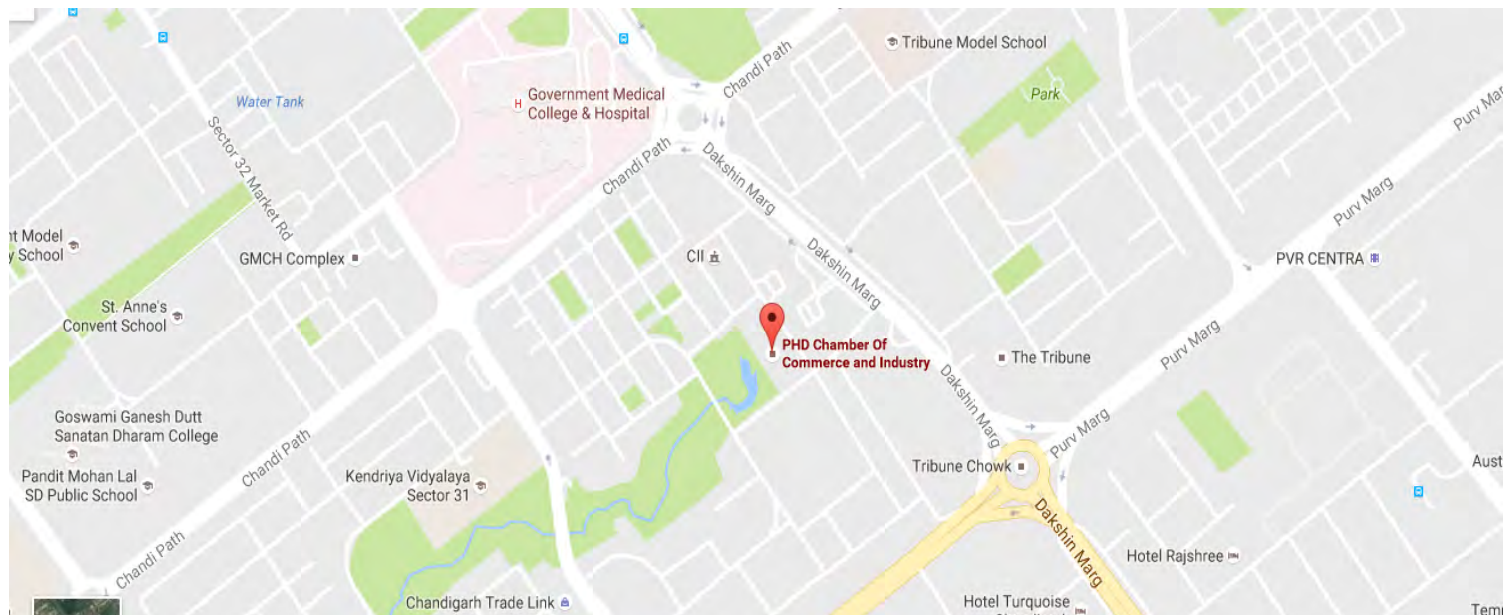 Tribune Model School
Chandi Path
Government Medical
College & Hospital
Water Tank
Park
Purv Mar
Sector 32 Market Rd
Chandi Path
Dakshin Marg
Purv Marg
nt Model
y School
GMCH Complex
CII
Dakshin Marg
PVR CENTRA
St. Anne's
Convent School
PHD Chamber Of
Commerce and Industry
The Tribune
Purv Marg
Dakshin Marg
Goswami Ganesh Dutt
Sanatan Dharam College
Chandi Path
Purv Marg
Pandit Mohan Lal
SD Public School
Kendriya Vidyalaya
Sector 31
Tribune Chowk
Aust
Dakshin Marg
Chandi Path
Hotel Rajshree
Chandigarh Trade Link
Hotel Turquoise
Tem
H